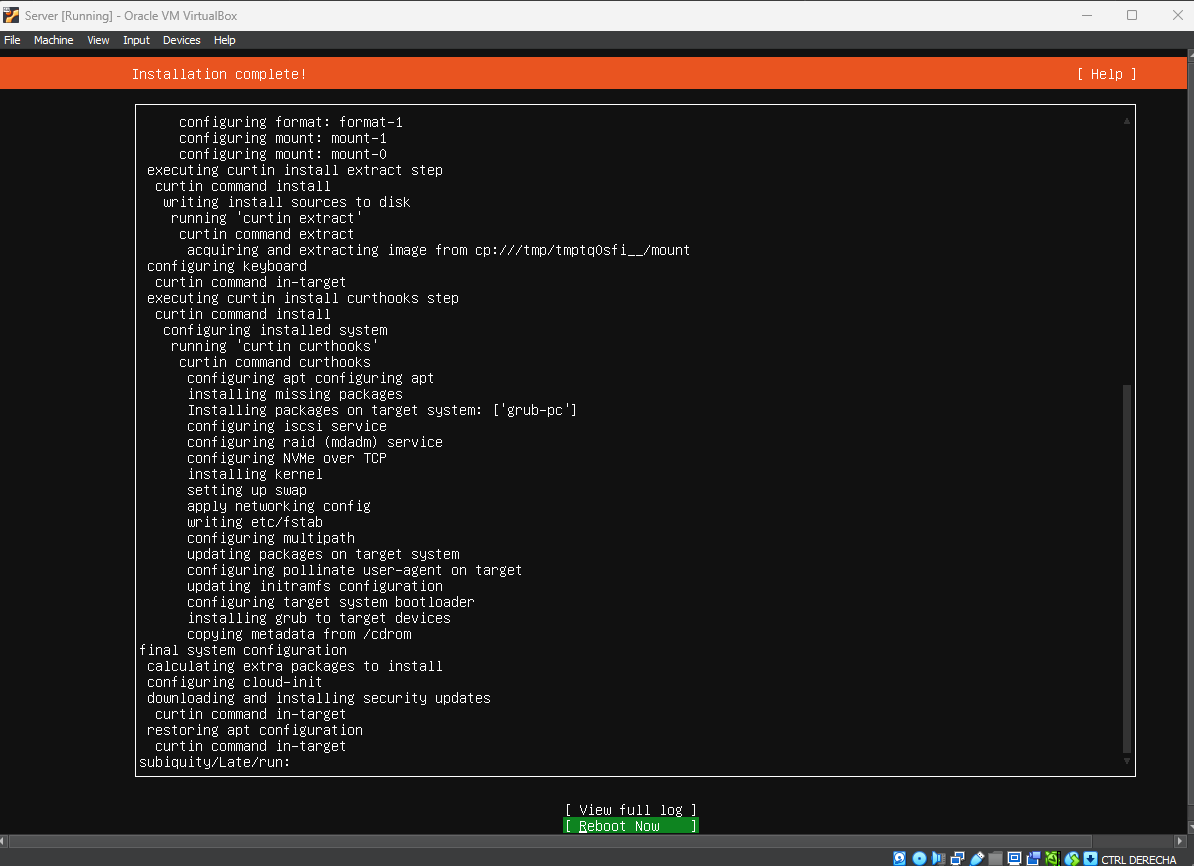 Server [Running] - Oracle VM VirtualBox
File Machine View Input Devices Help
Installation complete! [ Help ]
configuring format: format-1
configuring mount: mount-1
configuring mount: mount-0
executing curtin install extract step
curtin command install
writing install sources to disk
running 'curtin extract'
curtin command extract
acquiring and extracting image from cp:///tmp/tmptq0sfi__/mount
configuring keyboard
curtin command in-target
executing curtin install curthooks step
curtin command install
configuring installed system
running 'curtin curthooks'
curtin command curthooks
configuring apt configuring apt
installing missing packages
Installing packages on target system: ['grub-pc']
configuring iscsi service
configuring raid (mdadm) service
configuring NVMe over TCP
installing kernel
setting up swap
apply networking config
writing etc/fstab
configuring multipath
updating packages on target system
configuring pollinate user-agent on target
updating initramfs configuration
configuring target system bootloader
installing grub to target devices
copying metadata from /cdrom
final system configuration
calculating extra packages to install
configuring cloud-init
downloading and installing security updates
curtin command in-target
restoring apt configuration
curtin command in-target
subiquity/Late/run:
[ View full log ]
[ Reboot Now ]
CTRL DERECHA